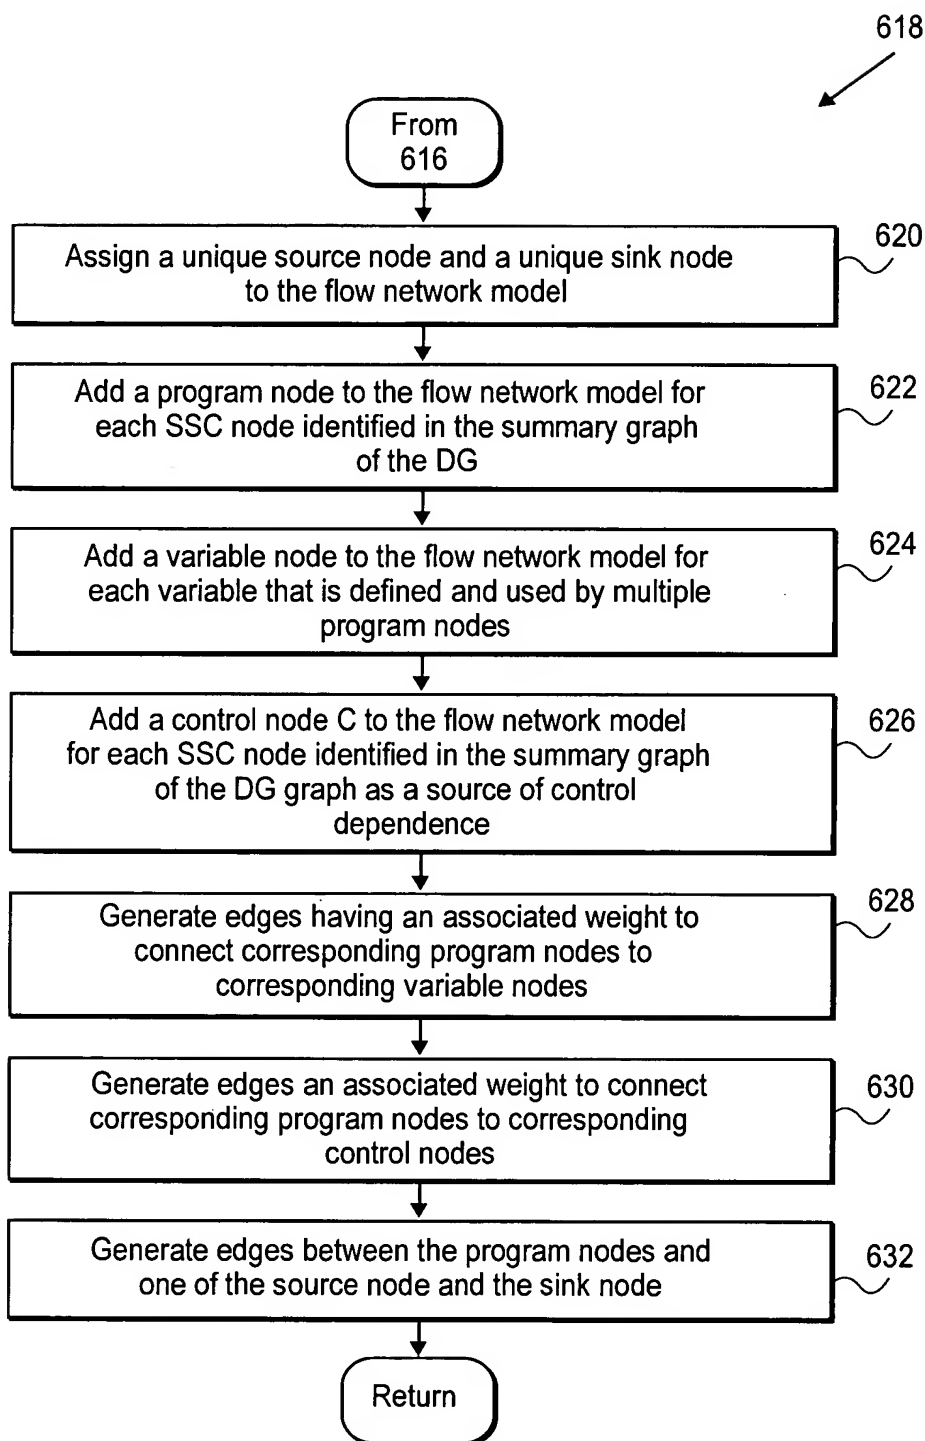 618
From
616
Assign a unique source node and a unique sink node
to the flow network model
620
Add a program node to the flow network model for
each SSC node identified in the summary graph
of the DG
622
Add a variable node to the flow network model for
each variable that is defined and used by multiple
program nodes
624
Add a control node C to the flow network model
for each SSC node identified in the summary graph
of the DG graph as a source of control
dependence
626
Generate edges having an associated weight to
connect corresponding program nodes to
corresponding variable nodes
628
Generate edges an associated weight to connect
corresponding program nodes to corresponding
control nodes
630
Generate edges between the program nodes and
one of the source node and the sink node
632
Return